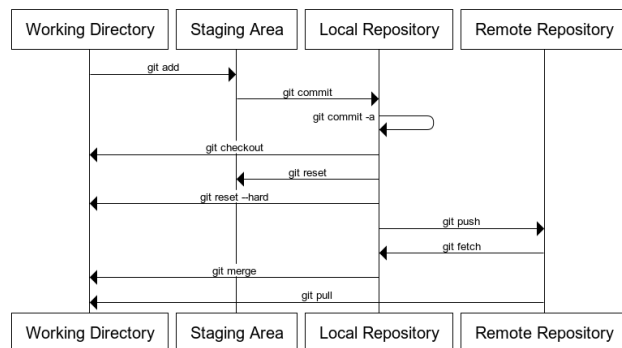 Working Directory
Staging Area
Local Repository
Remote Repository
git add
git commit
git commit -a
git checkout
git reset
git reset --hard
git push
git fetch
git merge
git pull
Working Directory
Staging Area
Local Repository
Remote Repository